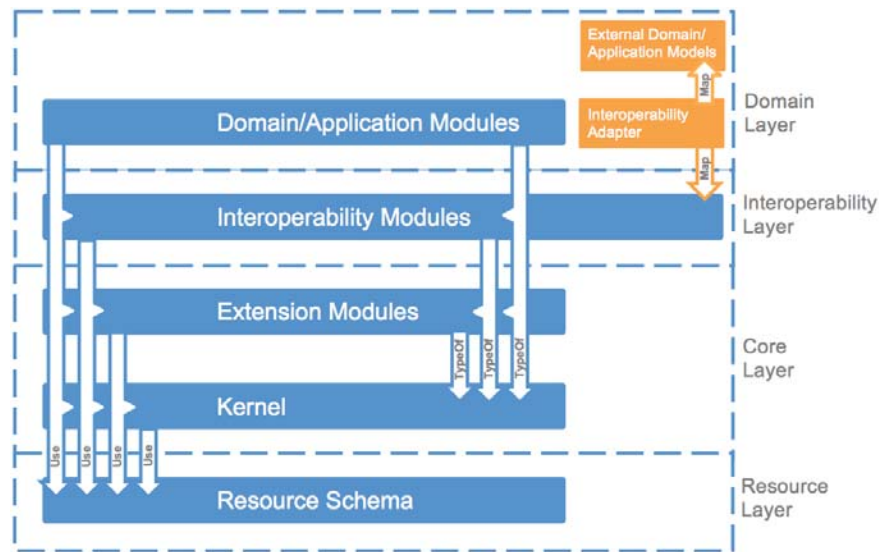 External Domain/
Application Models
Map
Domain/Application Modules
Interoperability
Adapter
Domain
Layer
Map
Interoperability Modules
Interoperability
Layer
Extension Modules
TypeOf
TypeOf
TypeOf
Core
Layer
Kernel
Use
Use
Use
Use
Resource Schema
Resource
Layer